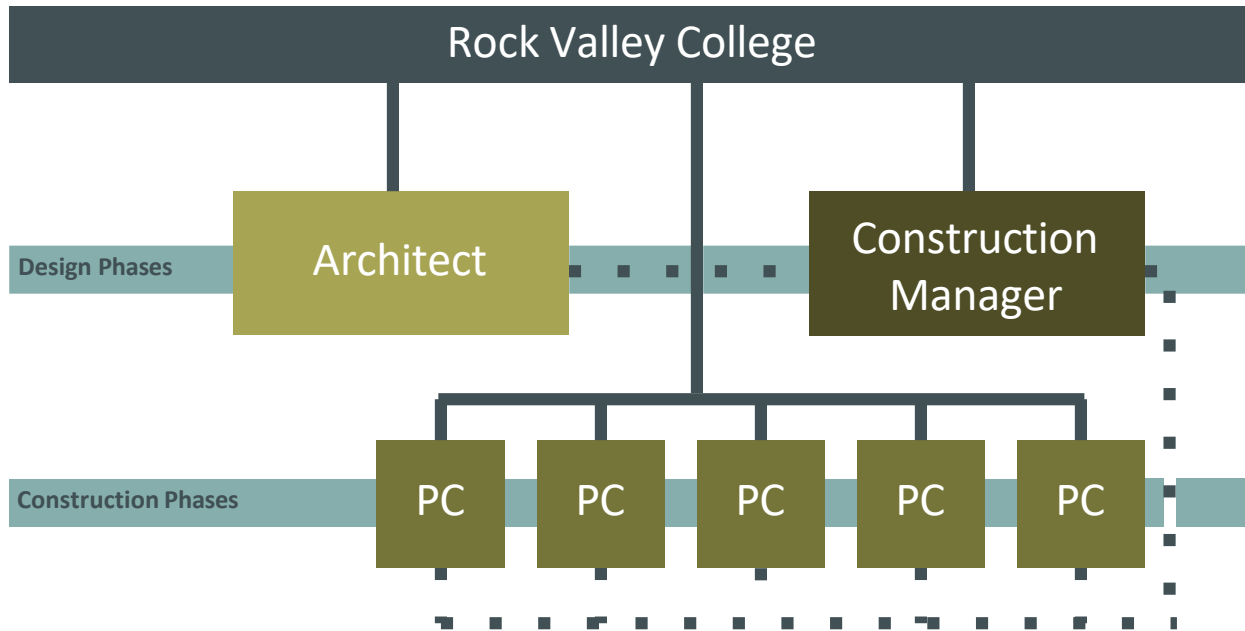 Rock Valley College
Architect
Construction
Manager
Design Phases
PC PC PC PC PC
Construction Phases